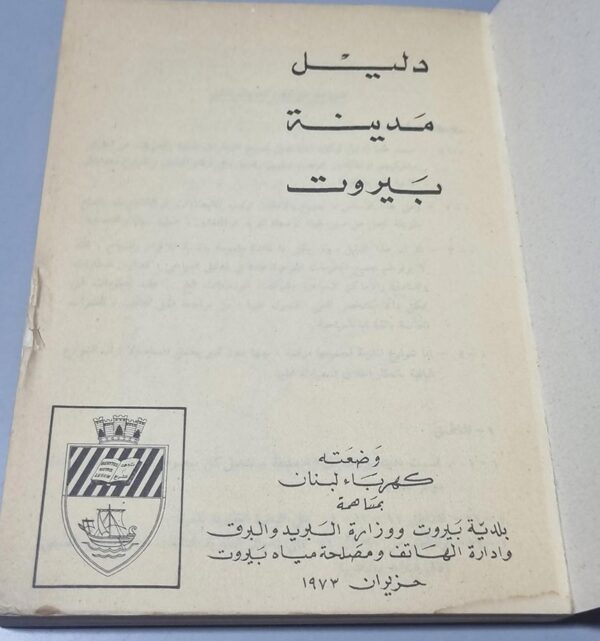 دليل
مدينة
بيروت
وضعته
كهرباء لبنان
بمساهمة
بلدية بيروت ووزارة البريد والبرق
وادارة الهاتف ومصلحة مياه بيروت
حزيران ١٩٧٣